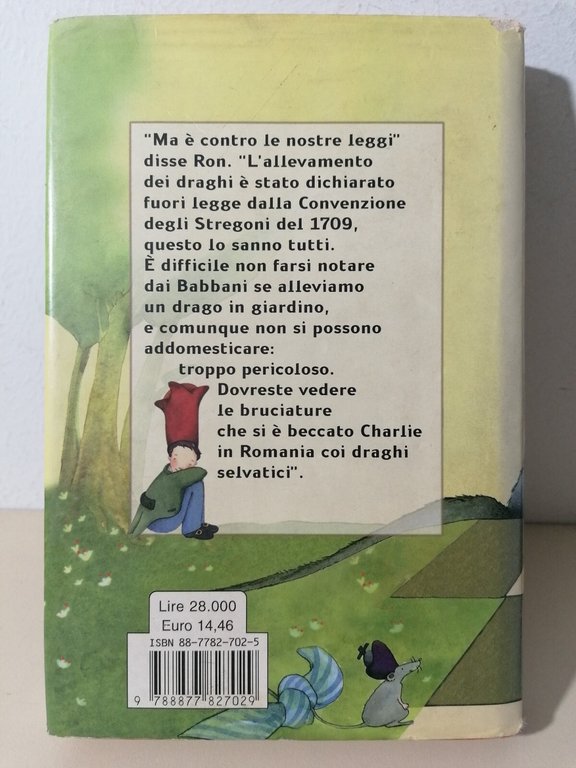 "Ma è contro le nostre leggi"
disse Ron. "L'allevamento
dei draghi è stato dichiarato
fuori legge dalla Convenzione
degli Stregoni del 1709,
questo lo sanno tutti.
È difficile non farsi notare
dai Babbani se alleviamo
un drago in giardino,
e comunque non si possono
addomesticare:
troppo pericoloso.
Dovreste vedere
le bruciature
che si è beccato Charlie
in Romania coi draghi
selvatici".
Lire 28.000
Euro 14,46
ISBN 88-7782-702-5
9 788877 827029